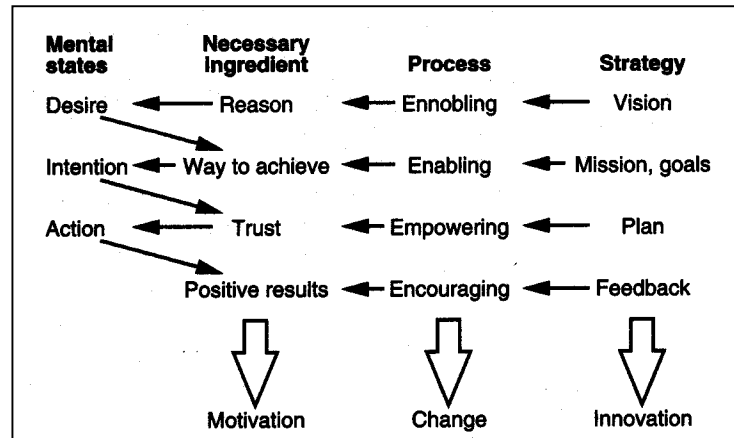 Mental states Necessary ingredient Process Strategy
Desire Reason Ennobling Vision
Intention Way to achieve Enabling Mission, goals
Action Trust Empowering Plan
Positive results Encouraging Feedback
Motivation Change Innovation